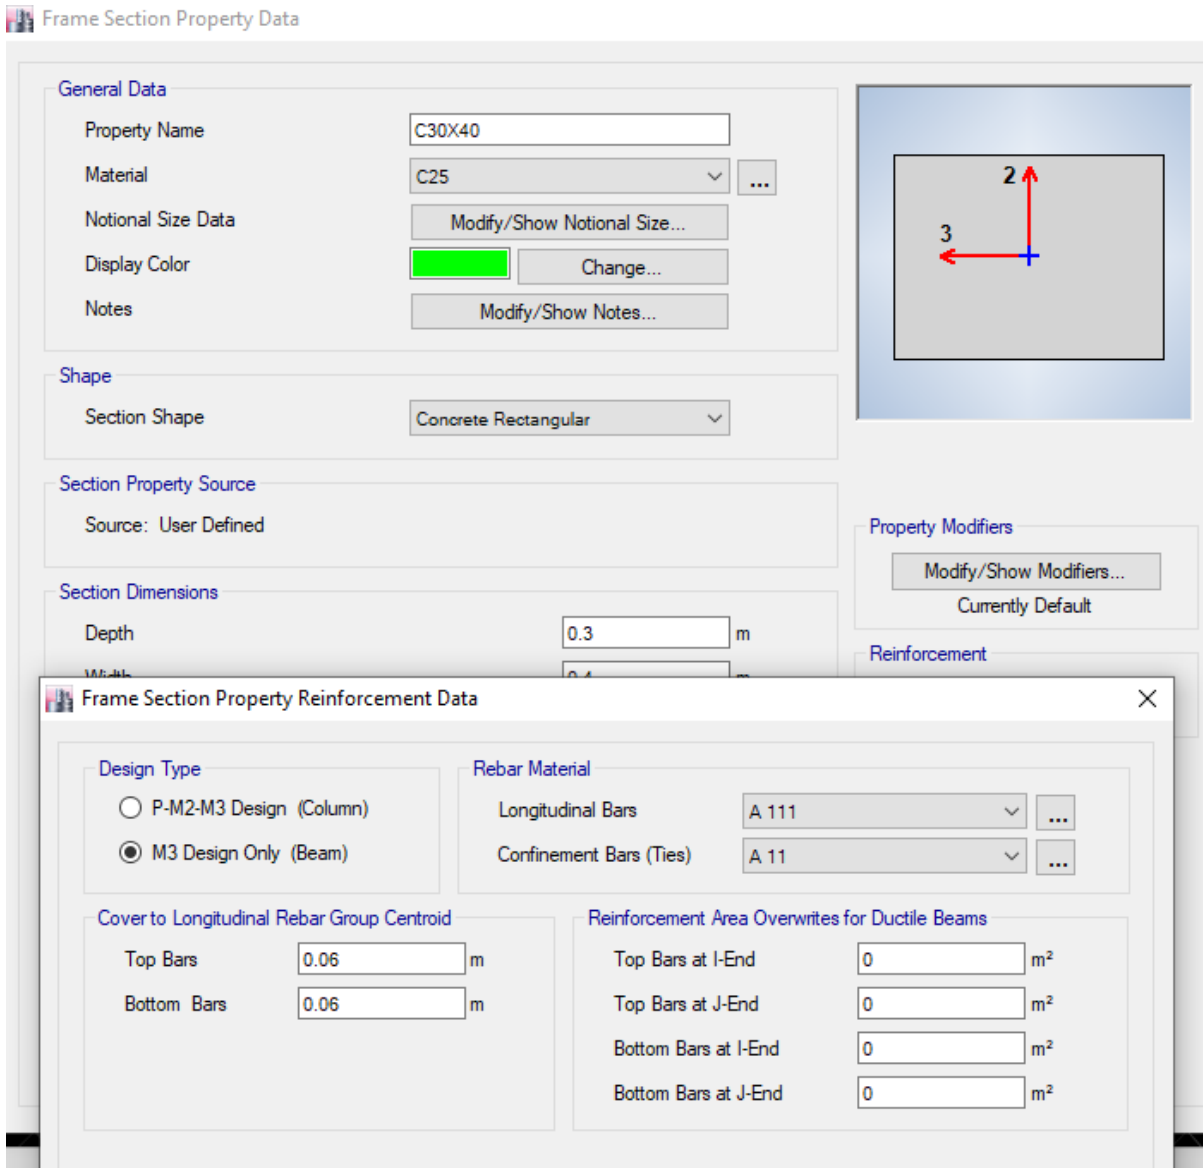 Frame Section Property Data
General Data
Property Name C30X40
Material C25 ...
Notional Size Data Modify/Show Notional Size...
Display Color Change...
Notes Modify/Show Notes...
2
3
Shape
Section Shape Concrete Rectangular
Section Property Source
Source: User Defined
Property Modifiers
Modify/Show Modifiers...
Currently Default
Section Dimensions
Depth 0.3 m
Width 0.4 m
Reinforcement
Frame Section Property Reinforcement Data
Design Type
P-M2-M3 Design (Column)
M3 Design Only (Beam)
Rebar Material
Longitudinal Bars A 111 ...
Confinement Bars (Ties) A 11 ...
Cover to Longitudinal Rebar Group Centroid
Top Bars 0.06 m
Bottom Bars 0.06 m
Reinforcement Area Overwrites for Ductile Beams
Top Bars at I-End 0 m²
Top Bars at J-End 0 m²
Bottom Bars at I-End 0 m²
Bottom Bars at J-End 0 m²